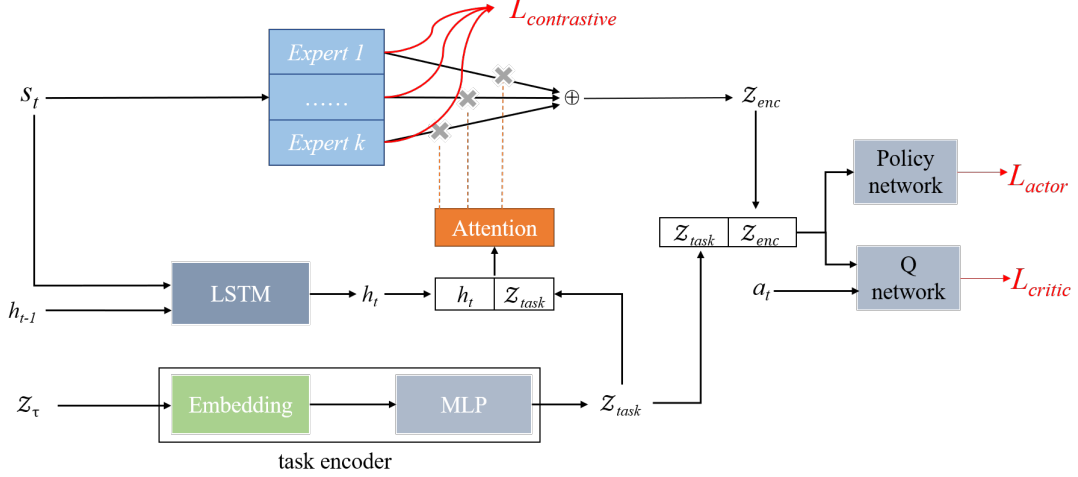 L_contrastive
Expert 1
......
Expert k
s_t
⊕
z_enc
Policy
network
L_actor
Attention
z_task z_enc
Q
network
L_critic
a_t
LSTM
h_t
h_t z_task
h_{t-1}
z_τ
Embedding
MLP
z_task
task encoder